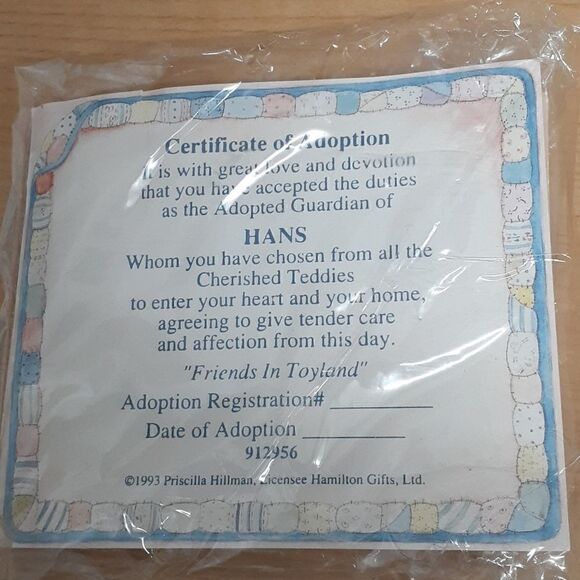 Certificate of Adoption
It is with great love and devotion
that you have accepted the duties
as the Adopted Guardian of
HANS
Whom you have chosen from all the
Cherished Teddies
to enter your heart and your home,
agreeing to give tender care
and affection from this day.
"Friends In Toyland"
Adoption Registration# __________
Date of Adoption __________
912956
©1993 Priscilla Hillman, Licensee Hamilton Gifts, Ltd.